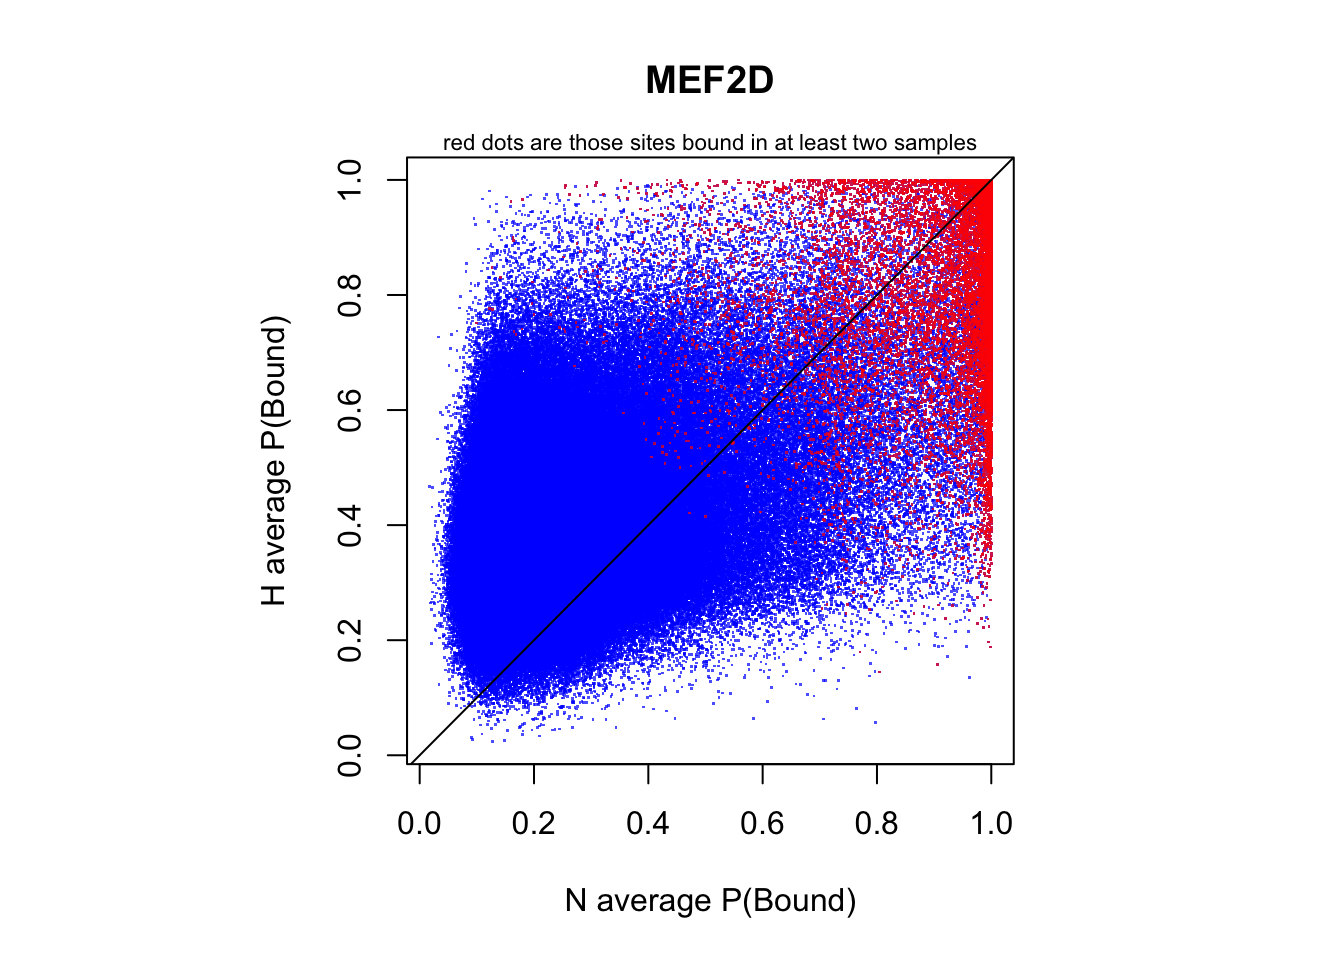 MEF2D
red dots are those sites bound in at least two samples
1.0
0.8
0.6
0.4
0.2
0.0
H average P(Bound)
0.0 0.2 0.4 0.6 0.8 1.0
N average P(Bound)